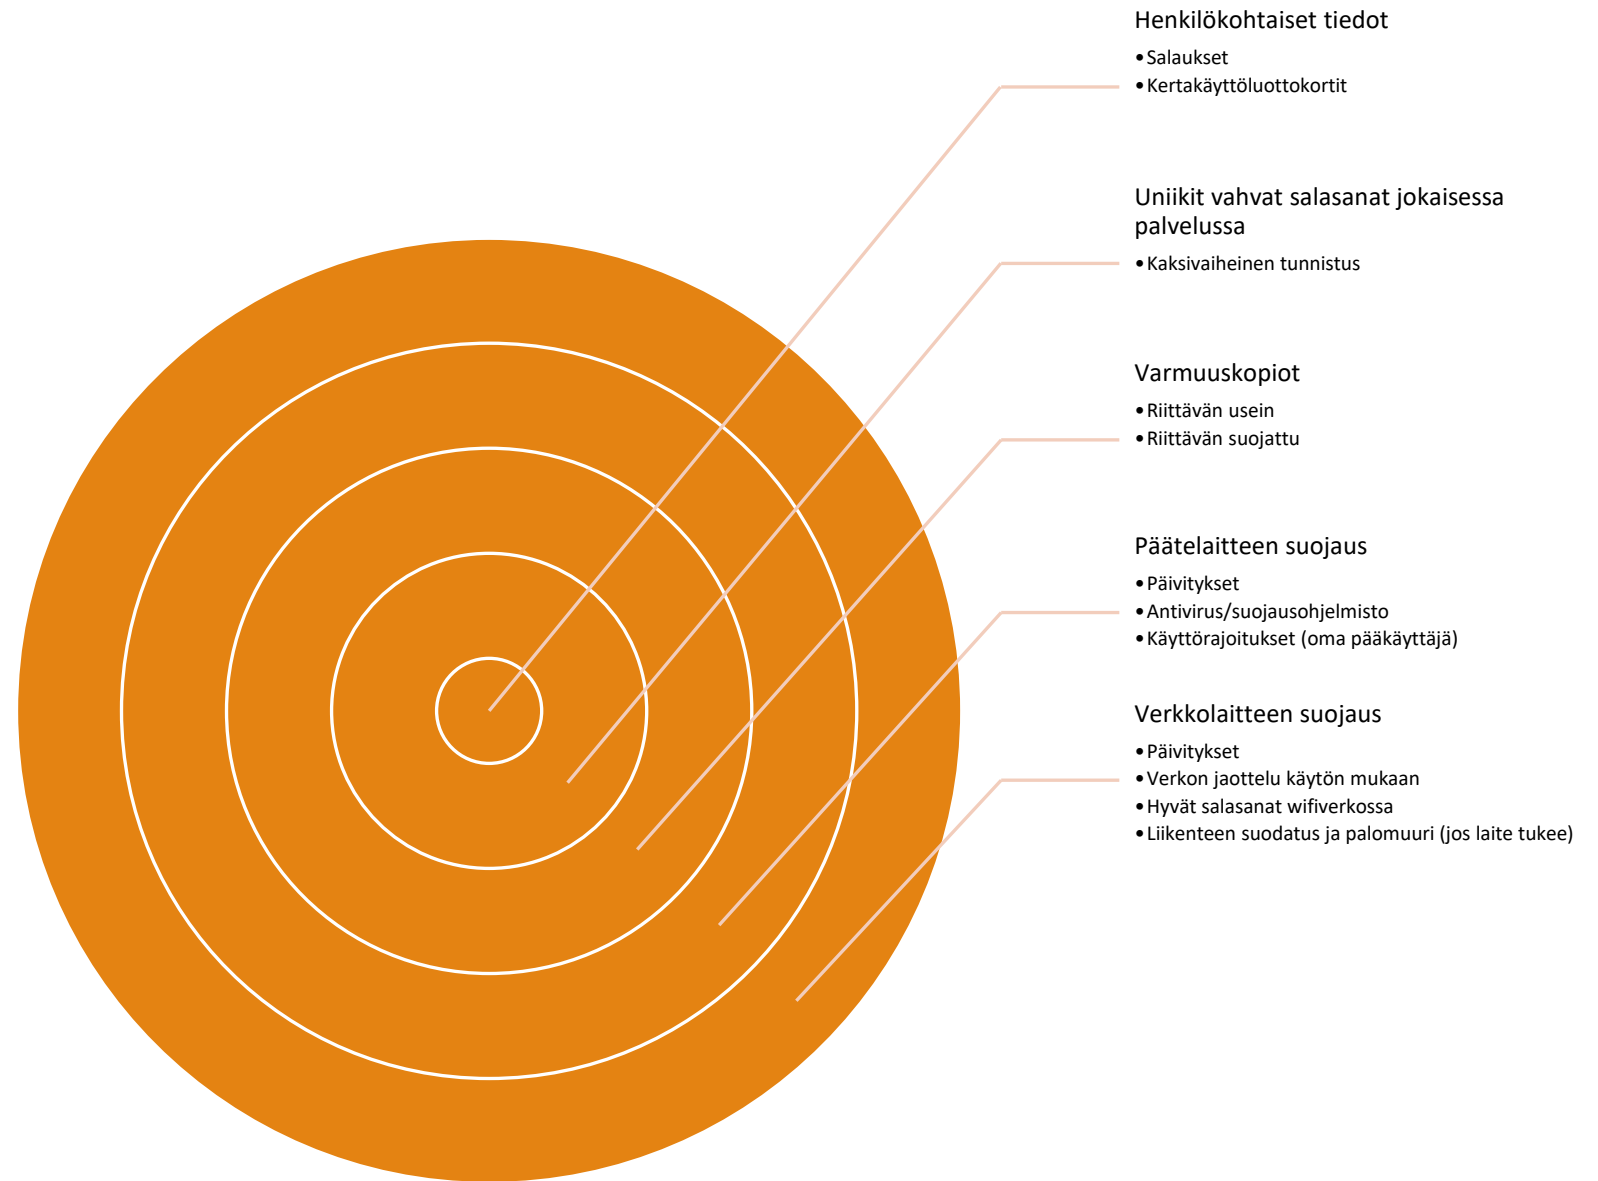 Henkilökohtaiset tiedot
•Salaukset
•Kertakäyttöluottokortit
Uniikit vahvat salasanat jokaisessa
palvelussa
•Kaksivaiheinen tunnistus
Varmuuskopiot
•Riittävän usein
•Riittävän suojattu
Päätelaitteen suojaus
•Päivitykset
•Antivirus/suojausohjelmisto
•Käyttörajoitukset (oma pääkäyttäjä)
Verkkolaitteen suojaus
•Päivitykset
•Verkon jaottelu käytön mukaan
•Hyvät salasanat wifiverkossa
•Liikenteen suodatus ja palomuuri (jos laite tukee)